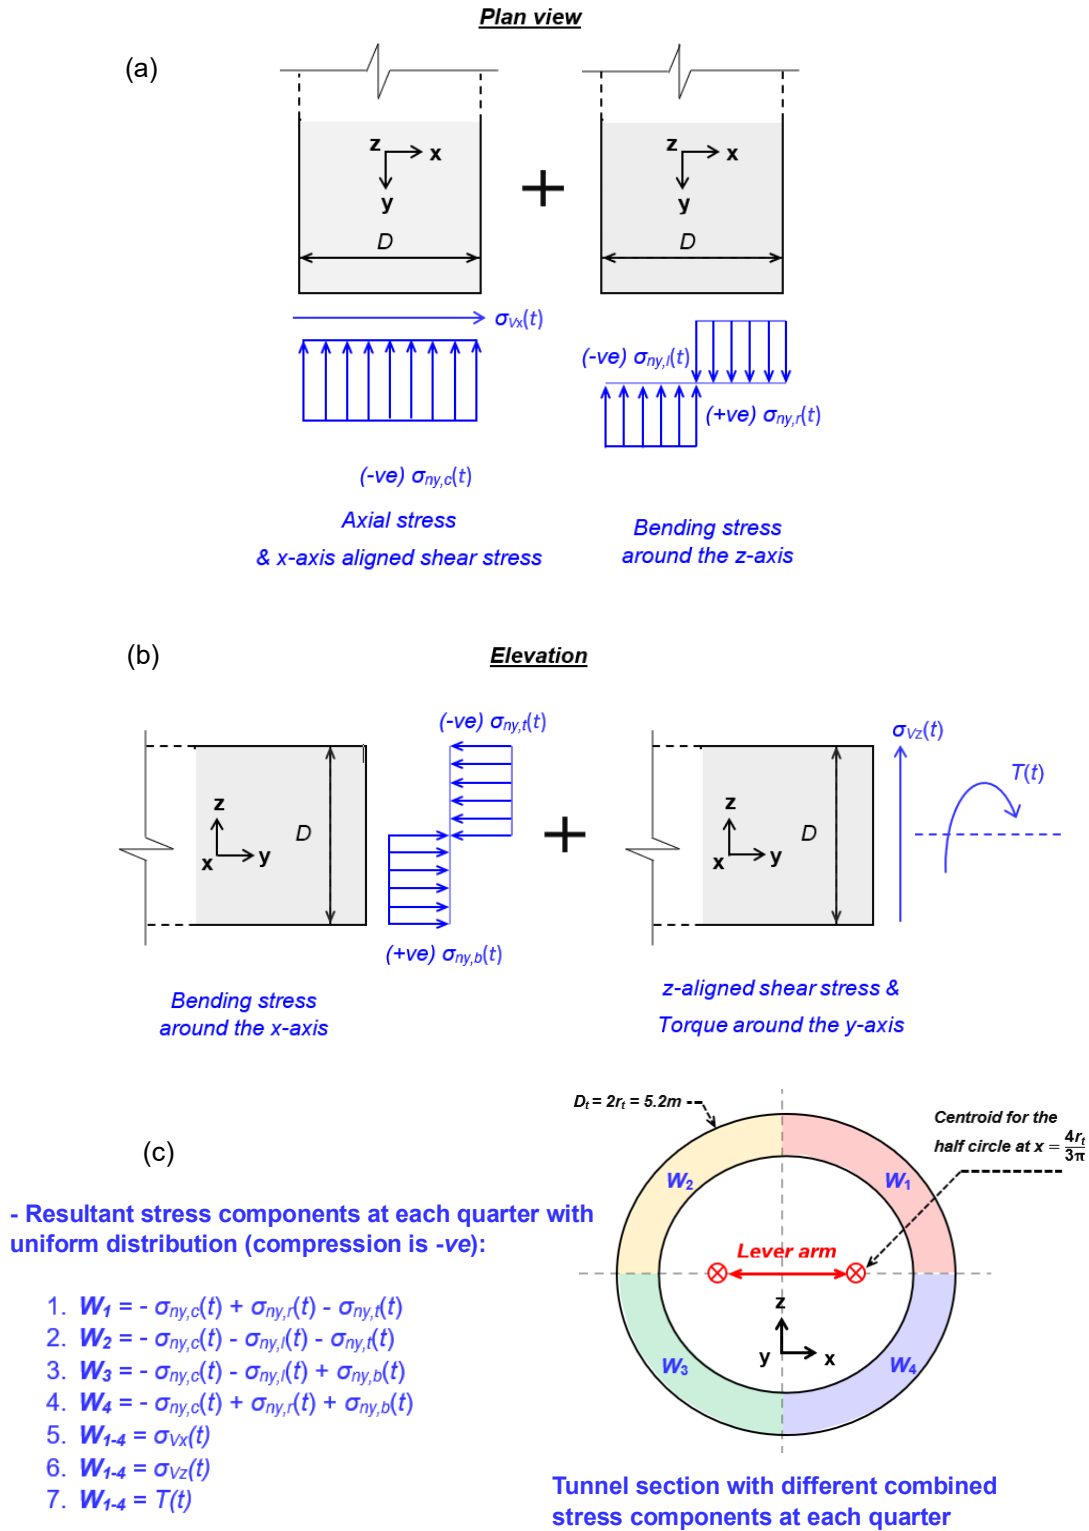 Plan view
(a)
z
x
y
D
z
x
y
D
σVx(t)
(-ve) σny,l(t)
(+ve) σny,r(t)
(-ve) σny,c(t)
Axial stress
& x-axis aligned shear stress
Bending stress
around the z-axis
(b)
Elevation
(-ve) σny,t(t)
z
x
y
D
(+ve) σny,b(t)
Bending stress
around the x-axis
σVz(t)
T(t)
z
x
y
D
z-aligned shear stress &
Torque around the y-axis
(c)
- Resultant stress components at each quarter with
uniform distribution (compression is -ve):
1. W1 = - σny,c(t) + σny,r(t) - σny,t(t)
2. W2 = - σny,c(t) - σny,l(t) - σny,t(t)
3. W3 = - σny,c(t) - σny,l(t) + σny,b(t)
4. W4 = - σny,c(t) + σny,r(t) + σny,b(t)
5. W1-4 = σVx(t)
6. W1-4 = σVz(t)
7. W1-4 = T(t)
Dt = 2rt = 5.2m
Centroid for the
half circle at x = 4rt/3π
W2
W1
Lever arm
z
y
x
W3
W4
Tunnel section with different combined
stress components at each quarter